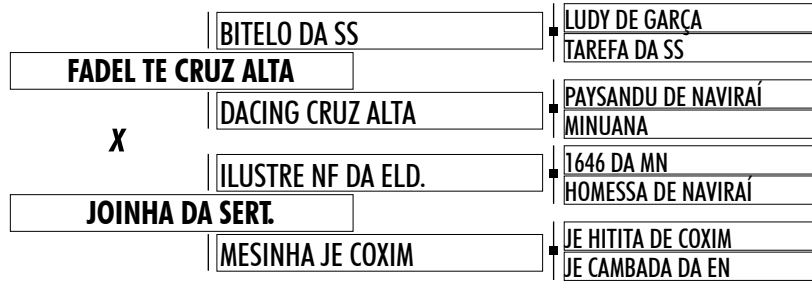 BITELO DA SS
LUDY DE GARÇA
TAREFA DA SS
FADEL TE CRUZ ALTA
DACING CRUZ ALTA
PAYSANDU DE NAVIRAÍ
MINUANA
X
ILUSTRE NF DA ELD.
1646 DA MN
HOMESSA DE NAVIRAÍ
JOINHA DA SERT.
MESINHA JE COXIM
JE HITITA DE COXIM
JE CAMBADA DA EN